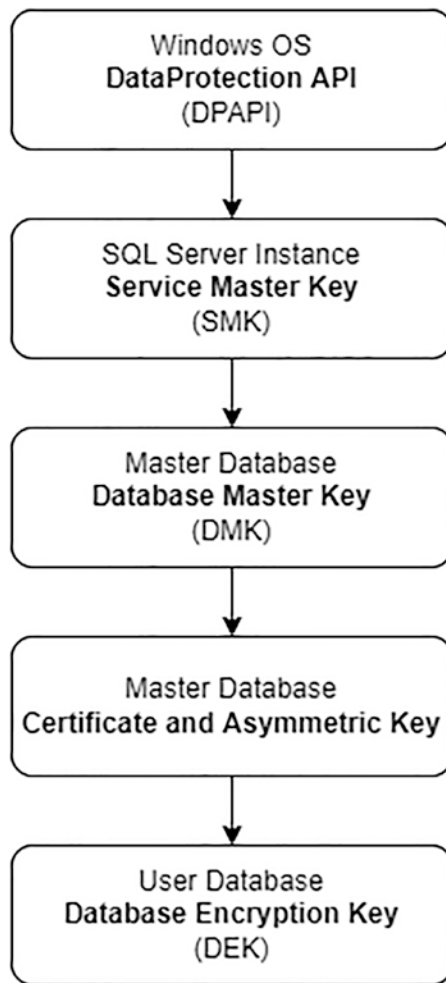 Windows OS
DataProtection API
(DPAPI)
SQL Server Instance
Service Master Key
(SMK)
Master Database
Database Master Key
(DMK)
Master Database
Certificate and Asymmetric Key
User Database
Database Encryption Key
(DEK)